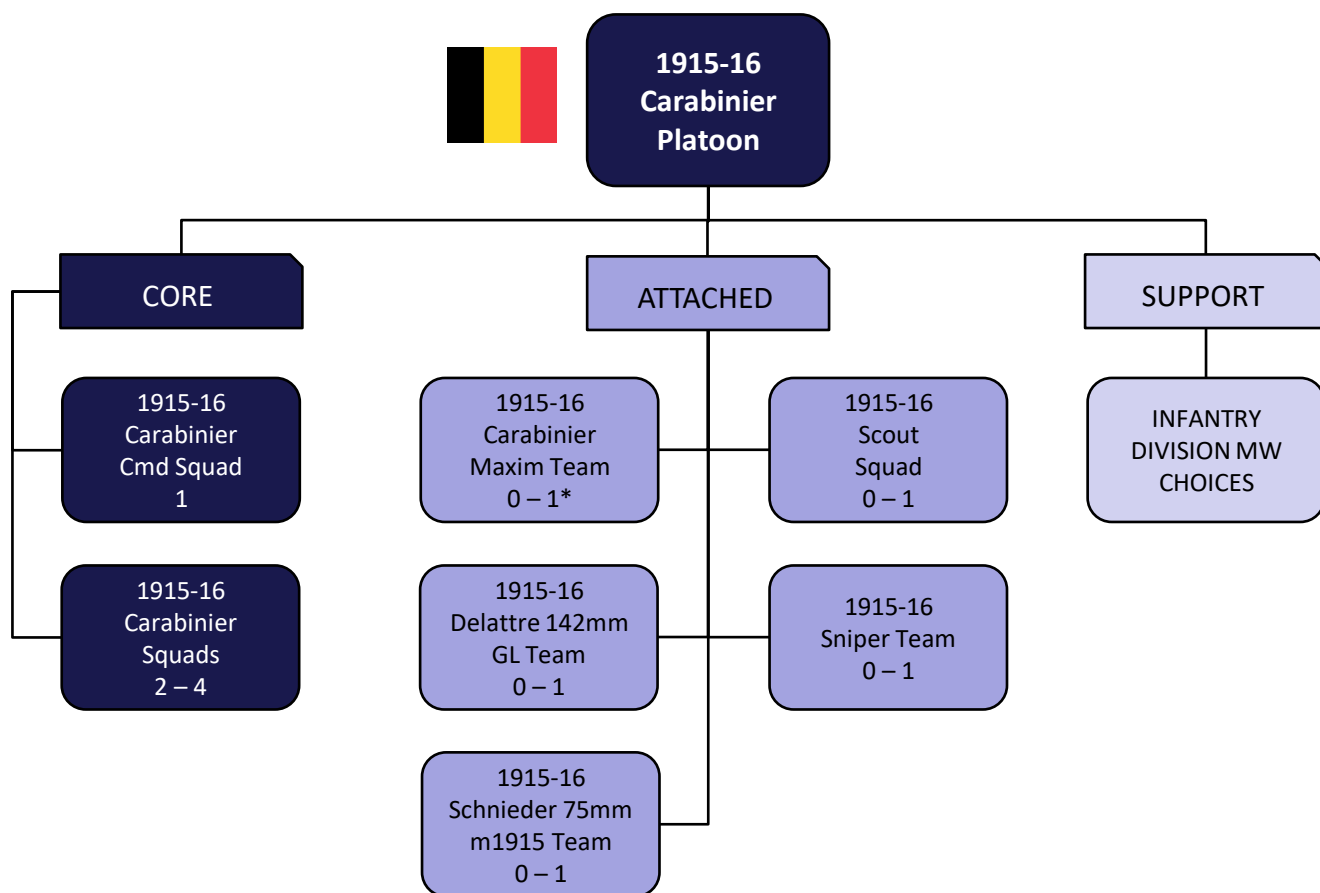 1915-16
Carabinier
Platoon
CORE
ATTACHED
SUPPORT
1915-16
Carabinier
Cmd Squad
1
1915-16
Carabinier
Maxim Team
0 – 1*
1915-16
Scout
Squad
0 – 1
INFANTRY
DIVISION MW
CHOICES
1915-16
Carabinier
Squads
2 – 4
1915-16
Delattre 142mm
GL Team
0 – 1
1915-16
Sniper Team
0 – 1
1915-16
Schnieder 75mm
m1915 Team
0 – 1